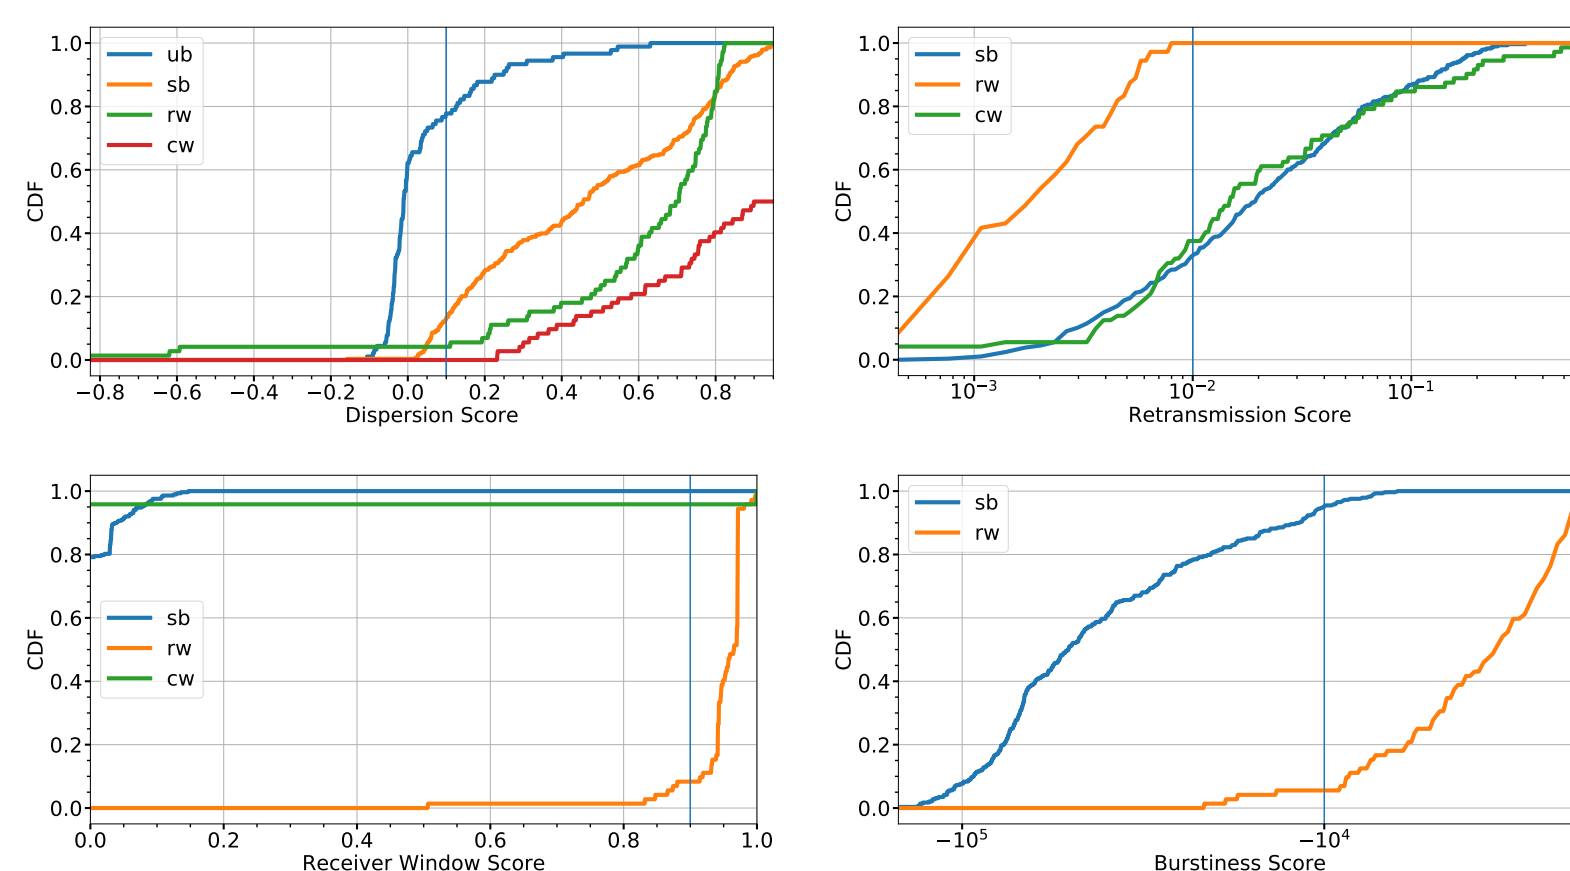 1.0
0.8
0.6
0.4
0.2
0.0
CDF
ub
sb
rw
cw
−0.8 −0.6 −0.4 −0.2 0.0 0.2 0.4 0.6 0.8
Dispersion Score
1.0
0.8
0.6
0.4
0.2
0.0
CDF
sb
rw
cw
10−3 10−2 10−1
Retransmission Score
1.0
0.8
0.6
0.4
0.2
0.0
CDF
sb
rw
cw
0.0 0.2 0.4 0.6 0.8 1.0
Receiver Window Score
1.0
0.8
0.6
0.4
0.2
0.0
CDF
sb
rw
−105 −104
Burstiness Score